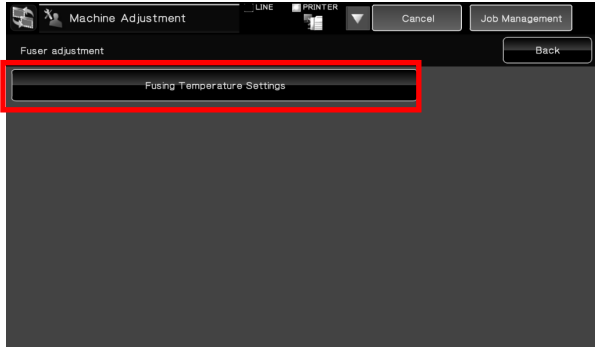 Machine Adjustment
LINE
PRINTER
Cancel
Job Management
Fuser adjustment
Back
Fusing Temperature Settings